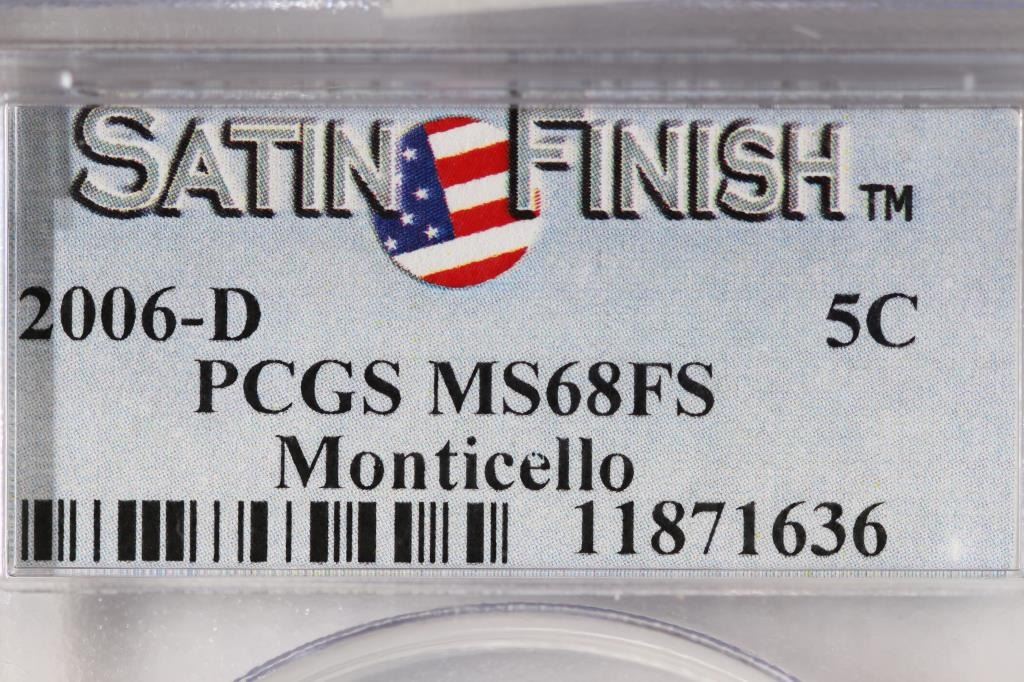 SATIN FINISH™
2006-D 5C
PCGS MS68FS
Monticello
11871636